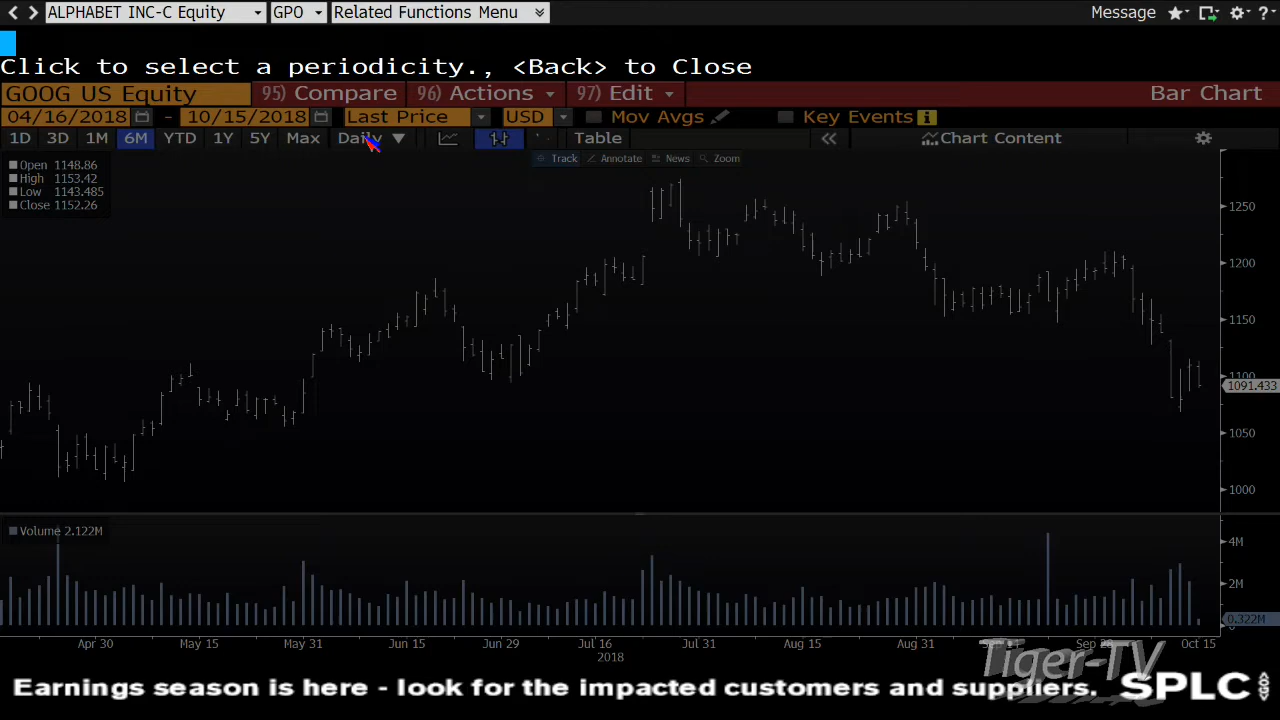 ALPHABET INC-C Equity GPO Related Functions Menu Message ?
Click to select a periodicity., <Back> to Close
GOOG US Equity 95) Compare 96) Actions 97) Edit Bar Chart
04/16/2018 - 10/15/2018 Last Price USD Mov Avgs Key Events
1D 3D 1M 6M YTD 1Y 5Y Max Daily Table « Chart Content
Track Annotate News Zoom
Open 1148.86
High 1153.42
Low 1143.485
Close 1152.26
1250
1200
1150
1100
1091.433
1050
1000
Volume 2.122M
4M
2M
0.322M
Apr 30 May 15 May 31 Jun 15 Jun 29 Jul 16 Jul 31 Aug 15 Aug 31 Oct 15
2018
Tiger-TV
Earnings season is here - look for the impacted customers and suppliers. SPLC